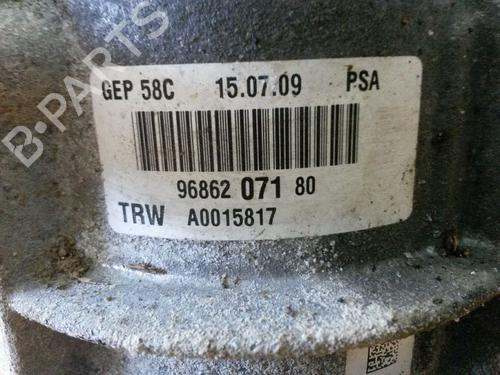 B-PARTS
GEP 58C 15.07.09 PSA
96862 071 80
TRW A0015817